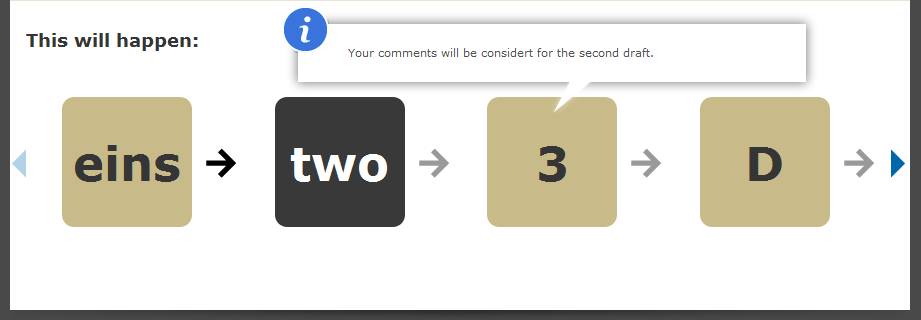 This will happen:
i
Your comments will be considert for the second draft.
eins
two
3
D